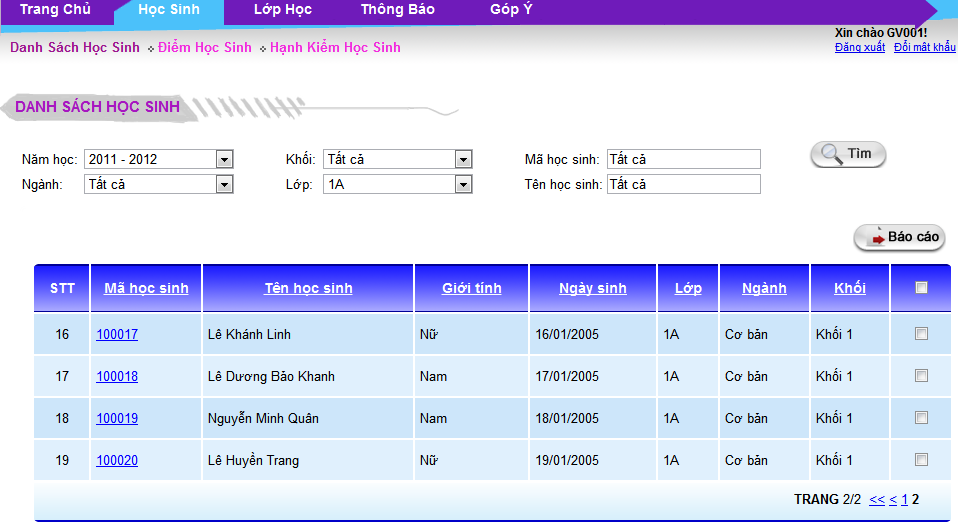 Trang Chủ Học Sinh Lớp Học Thông Báo Góp Ý
Xin chào GV001!
Danh Sách Học Sinh Điểm Học Sinh Hạnh Kiểm Học Sinh
Đăng xuất Đổi mật khẩu
DANH SÁCH HỌC SINH
Năm học: 2011 - 2012 Khối: Tất cả Mã học sinh: Tất cả Tìm
Ngành: Tất cả Lớp: 1A Tên học sinh: Tất cả
Báo cáo
STT Mã học sinh Tên học sinh Giới tính Ngày sinh Lớp Ngành Khối
16 100017 Lê Khánh Linh Nữ 16/01/2005 1A Cơ bản Khối 1
17 100018 Lê Dương Bảo Khanh Nam 17/01/2005 1A Cơ bản Khối 1
18 100019 Nguyễn Minh Quân Nam 18/01/2005 1A Cơ bản Khối 1
19 100020 Lê Huyền Trang Nữ 19/01/2005 1A Cơ bản Khối 1
TRANG 2/2 << < 1 2